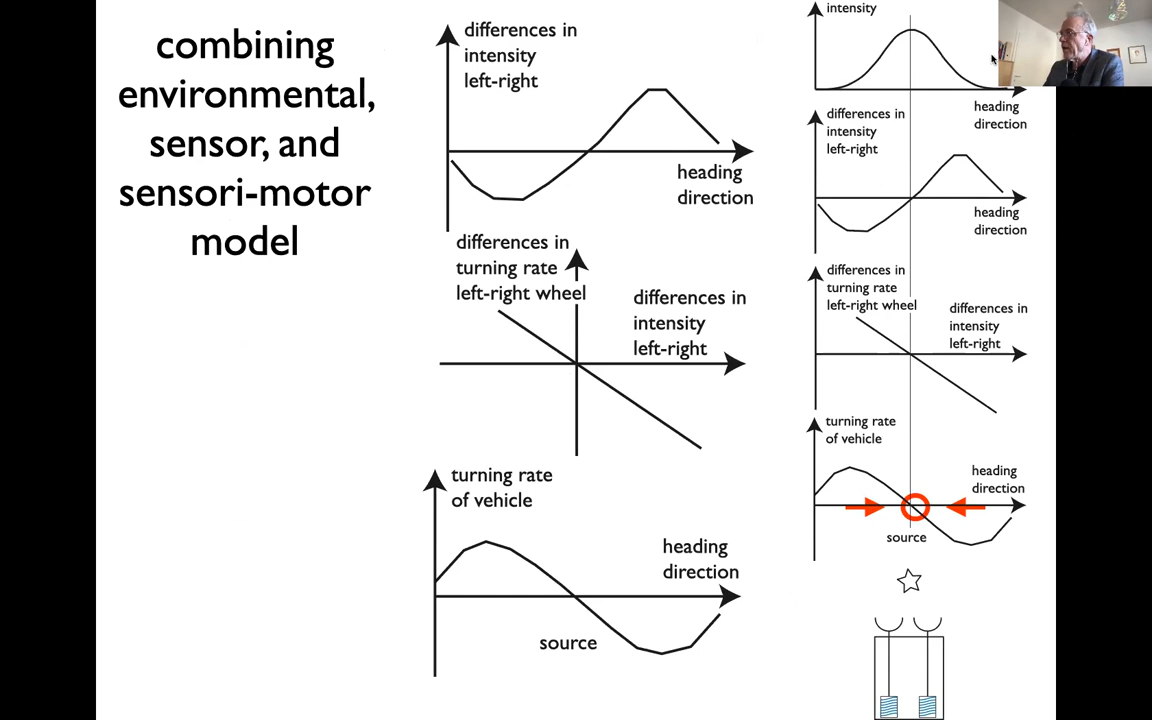 combining
environmental,
sensor, and
sensori-motor
model
differences in
intensity
left-right
heading
direction
differences in
turning rate
left-right wheel
differences in
intensity
left-right
turning rate
of vehicle
heading
direction
source
intensity
heading
direction
differences in
intensity
left-right
heading
direction
differences in
turning rate
left-right wheel
differences in
intensity
left-right
turning rate
of vehicle
heading
direction
source